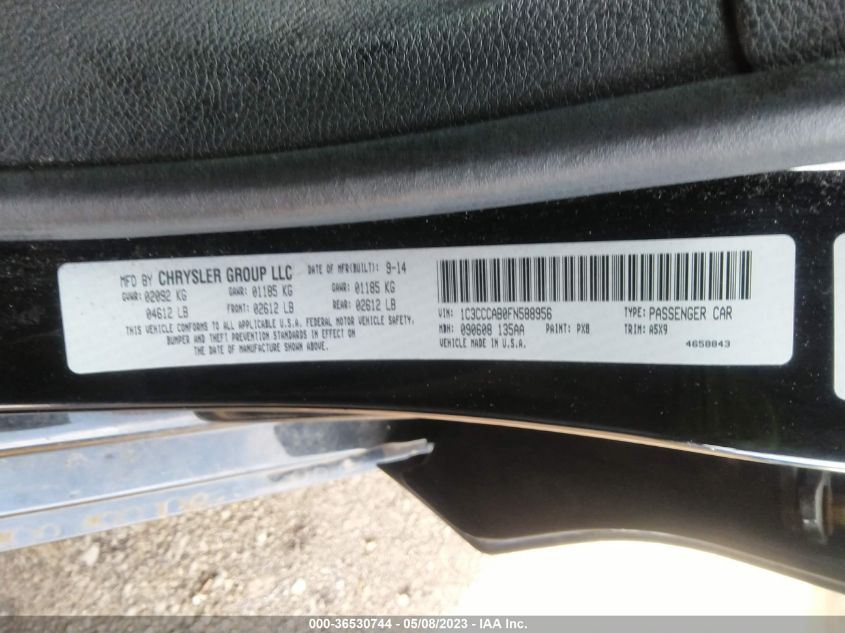 MFD BY CHRYSLER GROUP LLC DATE OF MFR(BUILT): 9-14
GVWR: 02092 KG GAWR: 01185 KG GAWR: 01185 KG
04612 LB FRONT: 02612 LB REAR: 02612 LB
THIS VEHICLE CONFORMS TO ALL APPLICABLE U.S.A. FEDERAL MOTOR VEHICLE SAFETY,
BUMPER AND THEFT PREVENTION STANDARDS IN EFFECT ON
THE DATE OF MANUFACTURE SHOWN ABOVE.
VIN: 1C3CCCAB0FN588956 TYPE: PASSENGER CAR
MDH: 090608 135AA PAINT: PX8 TRIM: A5X9
VEHICLE MADE IN U.S.A. 4658843
000-36530744 - 05/08/2023 - IAA Inc.